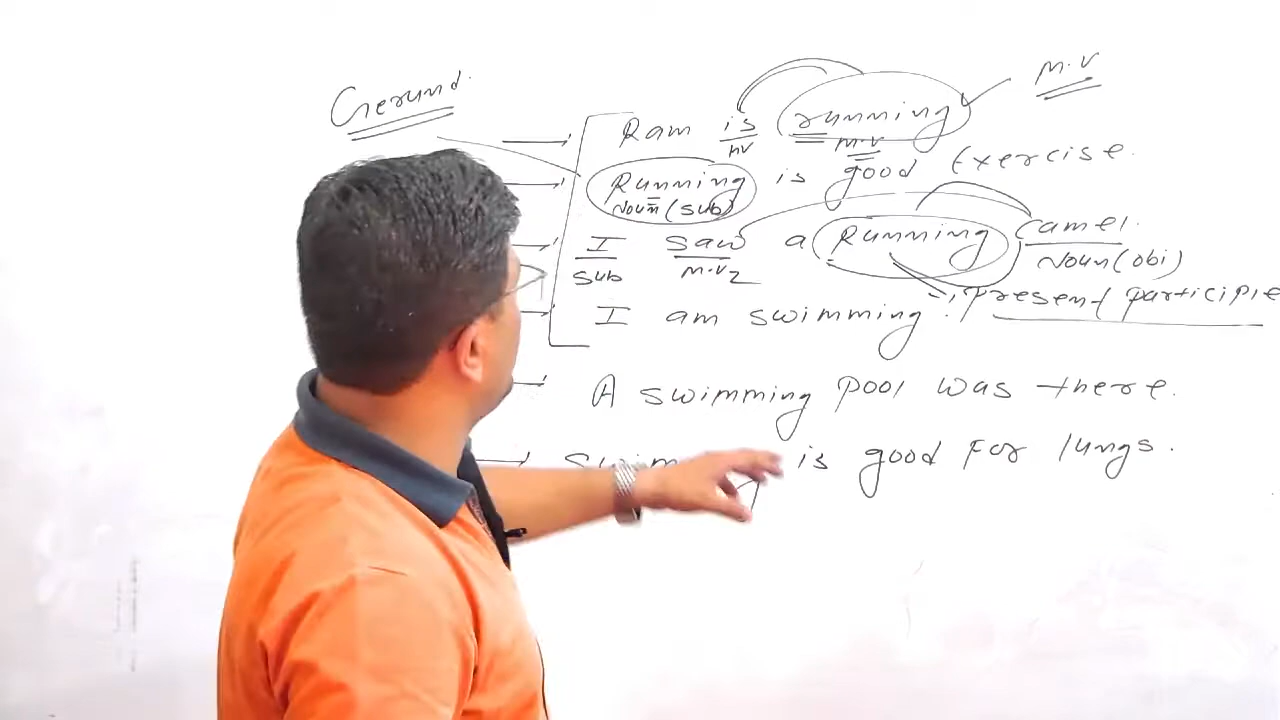 Gerund.
M.V
Ram is running
HV M.V
Running is good Exercise.
Noun (sub)
I saw a Running Camel.
Sub M.V2 Noun (obj)
Present participle
I am swimming.
A swimming pool was there.
is good For lungs.